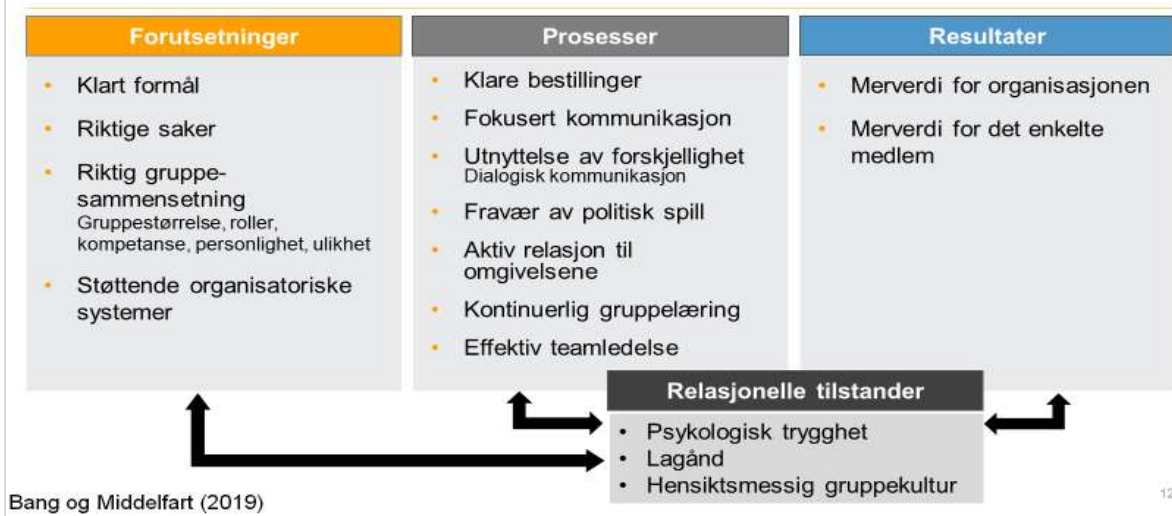 Forutsetninger
• Klart formål
• Riktige saker
• Riktig gruppe-
sammensetning
Gruppestørrelse, roller,
kompetanse, personlighet, ulikhet
• Støttende organisatoriske
systemer
Prosesser
• Klare bestillinger
• Fokusert kommunikasjon
• Utnyttelse av forskjellighet
Dialogisk kommunikasjon
• Fravær av politisk spill
• Aktiv relasjon til
omgivelsene
• Kontinuerlig gruppelæring
• Effektiv teamledelse
Resultater
• Merverdi for organisasjonen
• Merverdi for det enkelte
medlem
Relasjonelle tilstander
• Psykologisk trygghet
• Lagånd
• Hensiktsmessig gruppekultur
Bang og Middelfart (2019)
12